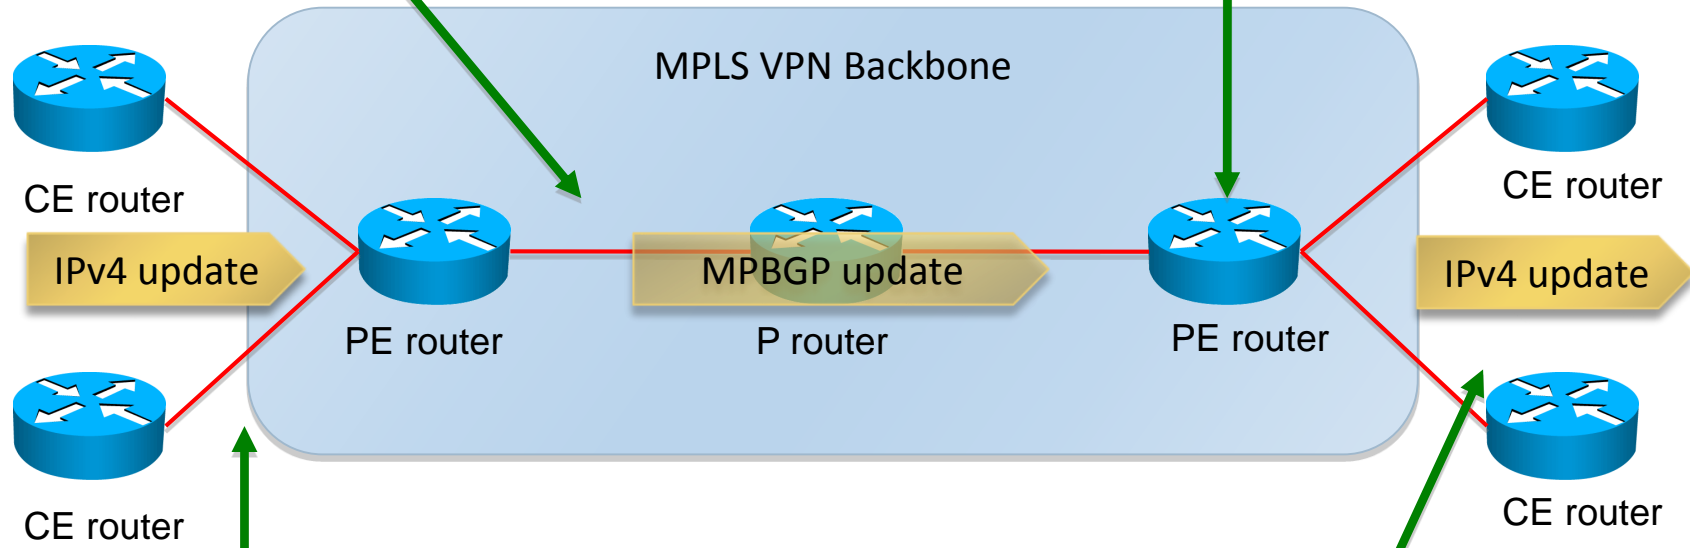 MPLS VPN Backbone
CE router
CE router
IPv4 update
MPBGP update
IPv4 update
PE router
P router
PE router
CE router
CE router